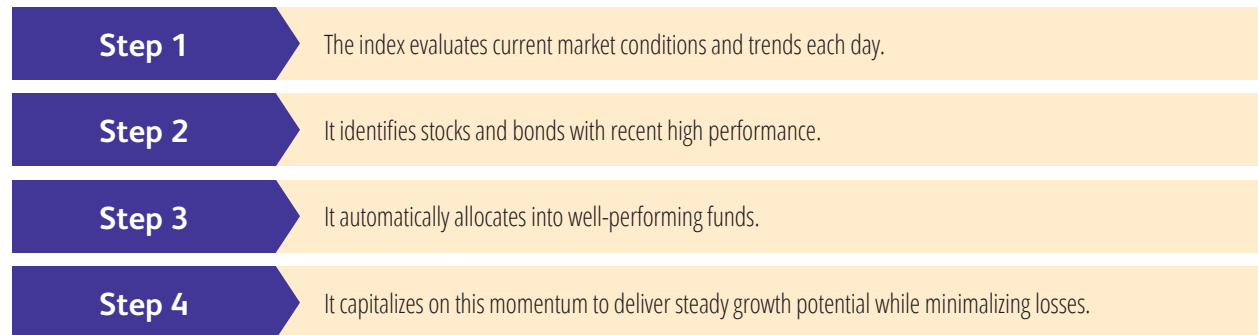 Step 1
The index evaluates current market conditions and trends each day.
Step 2
It identifies stocks and bonds with recent high performance.
Step 3
It automatically allocates into well-performing funds.
Step 4
It capitalizes on this momentum to deliver steady growth potential while minimalizing losses.